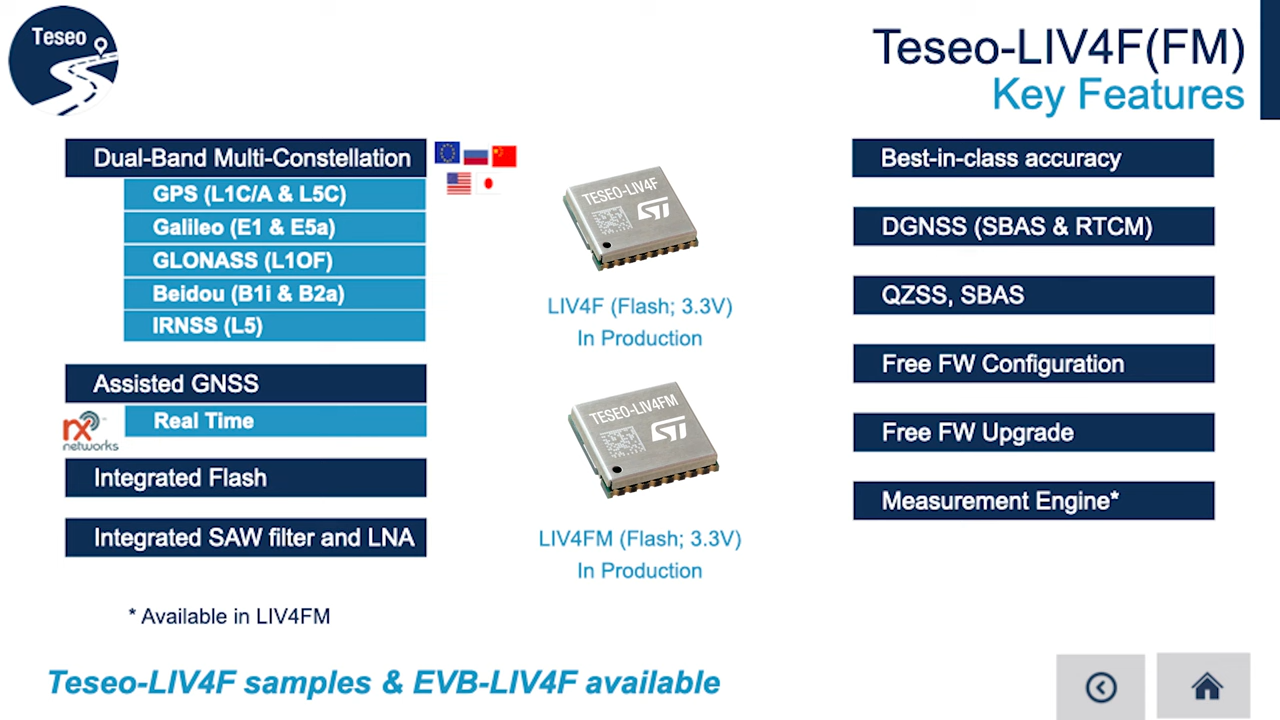 Teseo
Teseo-LIV4F(FM)
Key Features
Dual-Band Multi-Constellation
GPS (L1C/A & L5C)
Galileo (E1 & E5a)
GLONASS (L1OF)
Beidou (B1i & B2a)
IRNSS (L5)
Assisted GNSS
Real Time
rx
networks
Integrated Flash
Integrated SAW filter and LNA
* Available in LIV4FM
TESEO-LIV4F
ST
LIV4F (Flash; 3.3V)
In Production
TESEO-LIV4FM
ST
LIV4FM (Flash; 3.3V)
In Production
Best-in-class accuracy
DGNSS (SBAS & RTCM)
QZSS, SBAS
Free FW Configuration
Free FW Upgrade
Measurement Engine*
Teseo-LIV4F samples & EVB-LIV4F available